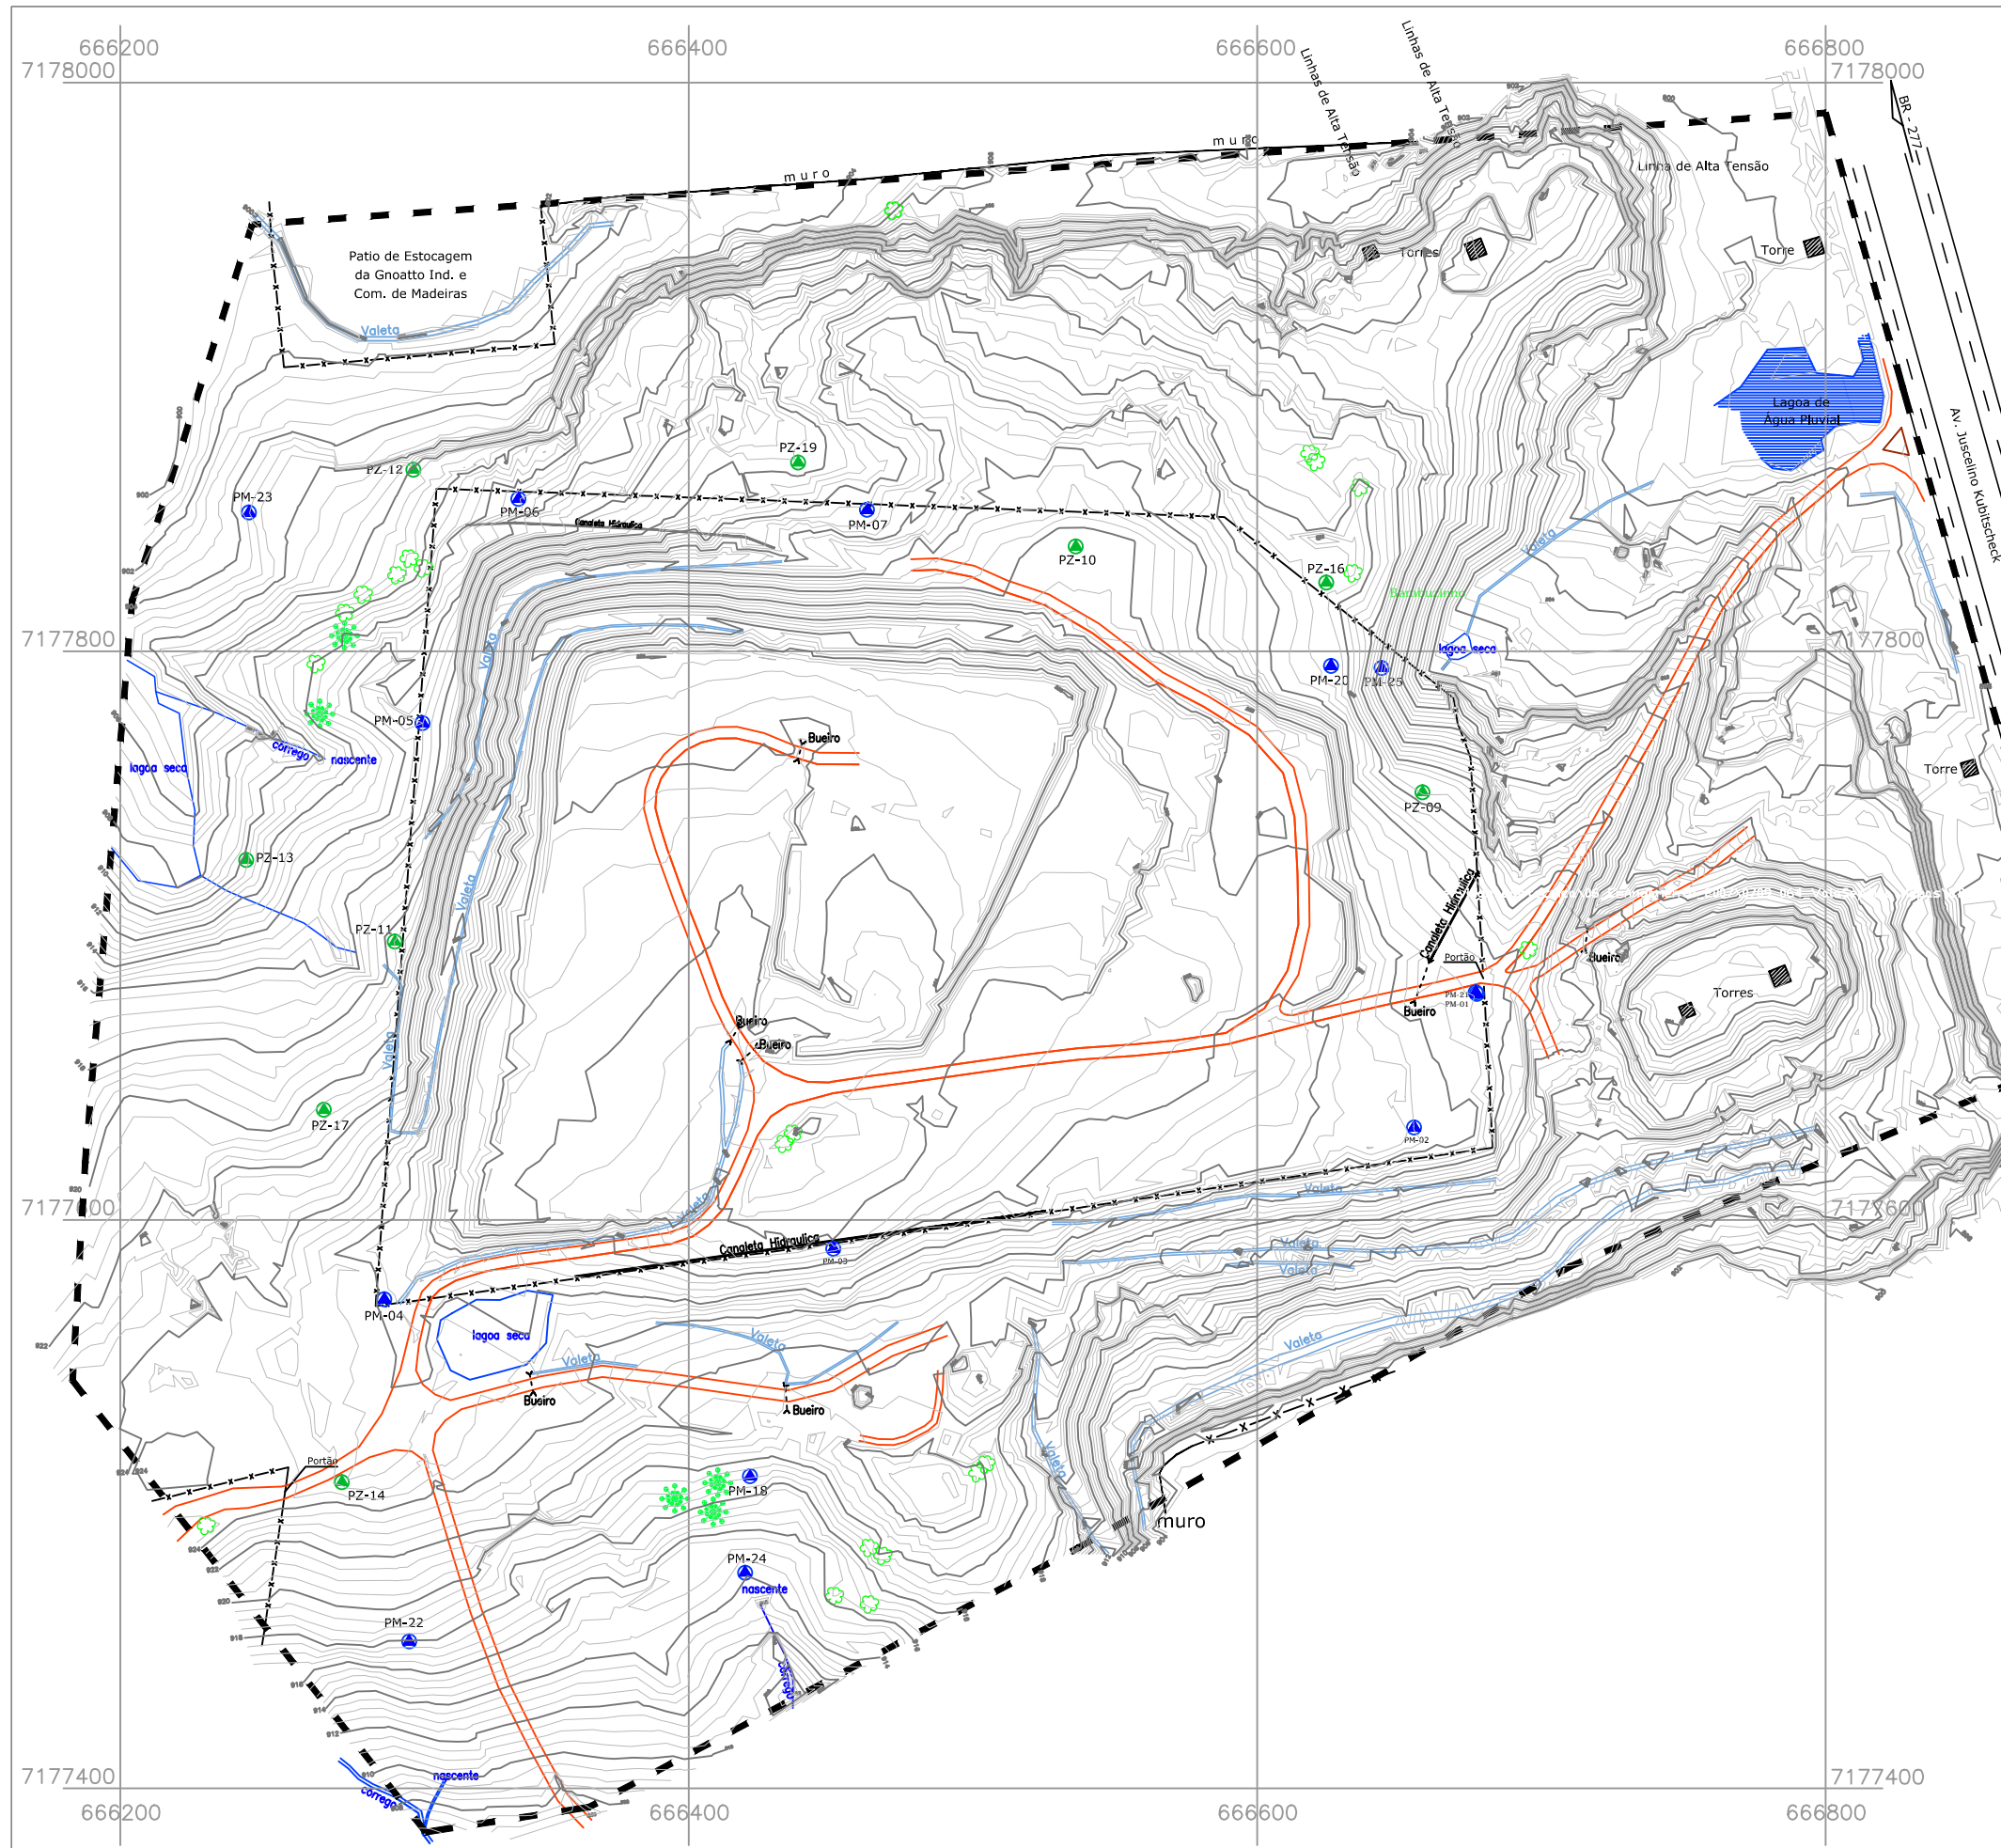 666200
666400
666600
666800
7178000
7178000
Linhas de Alta Tensão
Linhas de Alta Tensão
BR - 277
muro
muro
Linha de Alta Tensão
Patio de Estocagem
da Gnoatto Ind. e
Com. de Madeiras
Torres
Torre
Valeta
Lagoa de
Água Pluvial
Av. Juscelino Kubitscheck
PZ-12
PZ-19
PM-23
PM-06
PM-07
Canaleta Hidraulica
PZ-10
Valeta
PZ-16
Bambuzinho
7177800
7177800
Valeta
lagoa seca
PM-20
PM-25
PM-05
Bueiro
córrego
nascente
lagoa seca
Torre
PZ-09
PZ-13
Valeta
Canaleta Hidraulica
PZ-11
Portão
Bueiro
Torres
PM-21
PM-01
Bueiro
Bueiro
Bueiro
Valeta
PZ-17
PM-02
Valeta
Valeta
7177600
7177600
Canaleta Hidraulica
PM-03
Valeta
Valeta
PM-04
lagoa seca
Valeta
Valeta
Valeta
Bueiro
Bueiro
Portão
Valeta
PZ-14
PM-18
muro
PM-24
nascente
PM-22
córrego
nascente
córrego
7177400
7177400
666200
666400
666600
666800